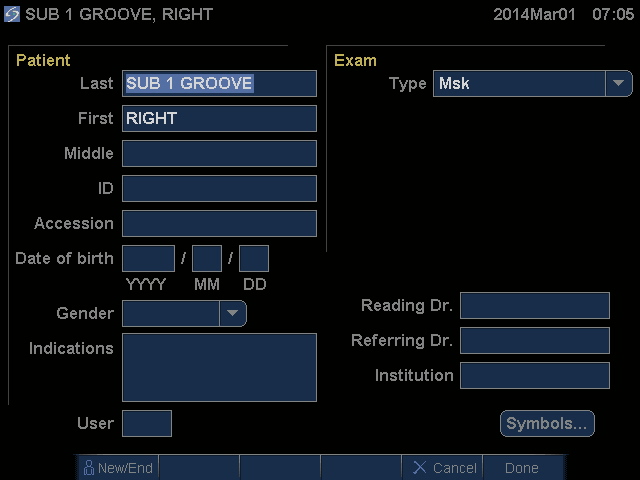 SUB 1 GROOVE, RIGHT 2014Mar01 07:05
Patient
Last SUB 1 GROOVE
First RIGHT
Middle
ID
Accession
Date of birth / /
YYYY MM DD
Gender
Indications
User
Exam
Type Msk
Reading Dr.
Referring Dr.
Institution
Symbols...
New/End Cancel Done